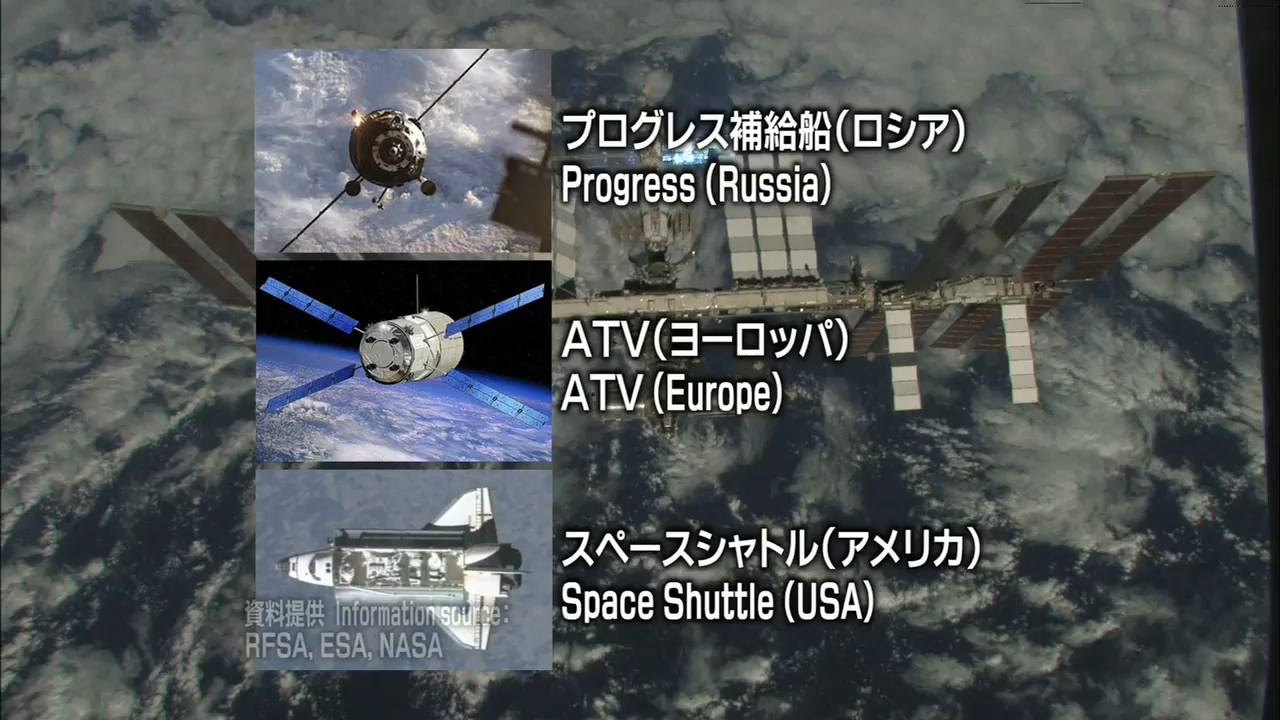 プログレス補給船(ロシア)
Progress (Russia)
ATV(ヨーロッパ)
ATV (Europe)
スペースシャトル(アメリカ)
Space Shuttle (USA)
資料提供 Information source:
RFSA, ESA, NASA